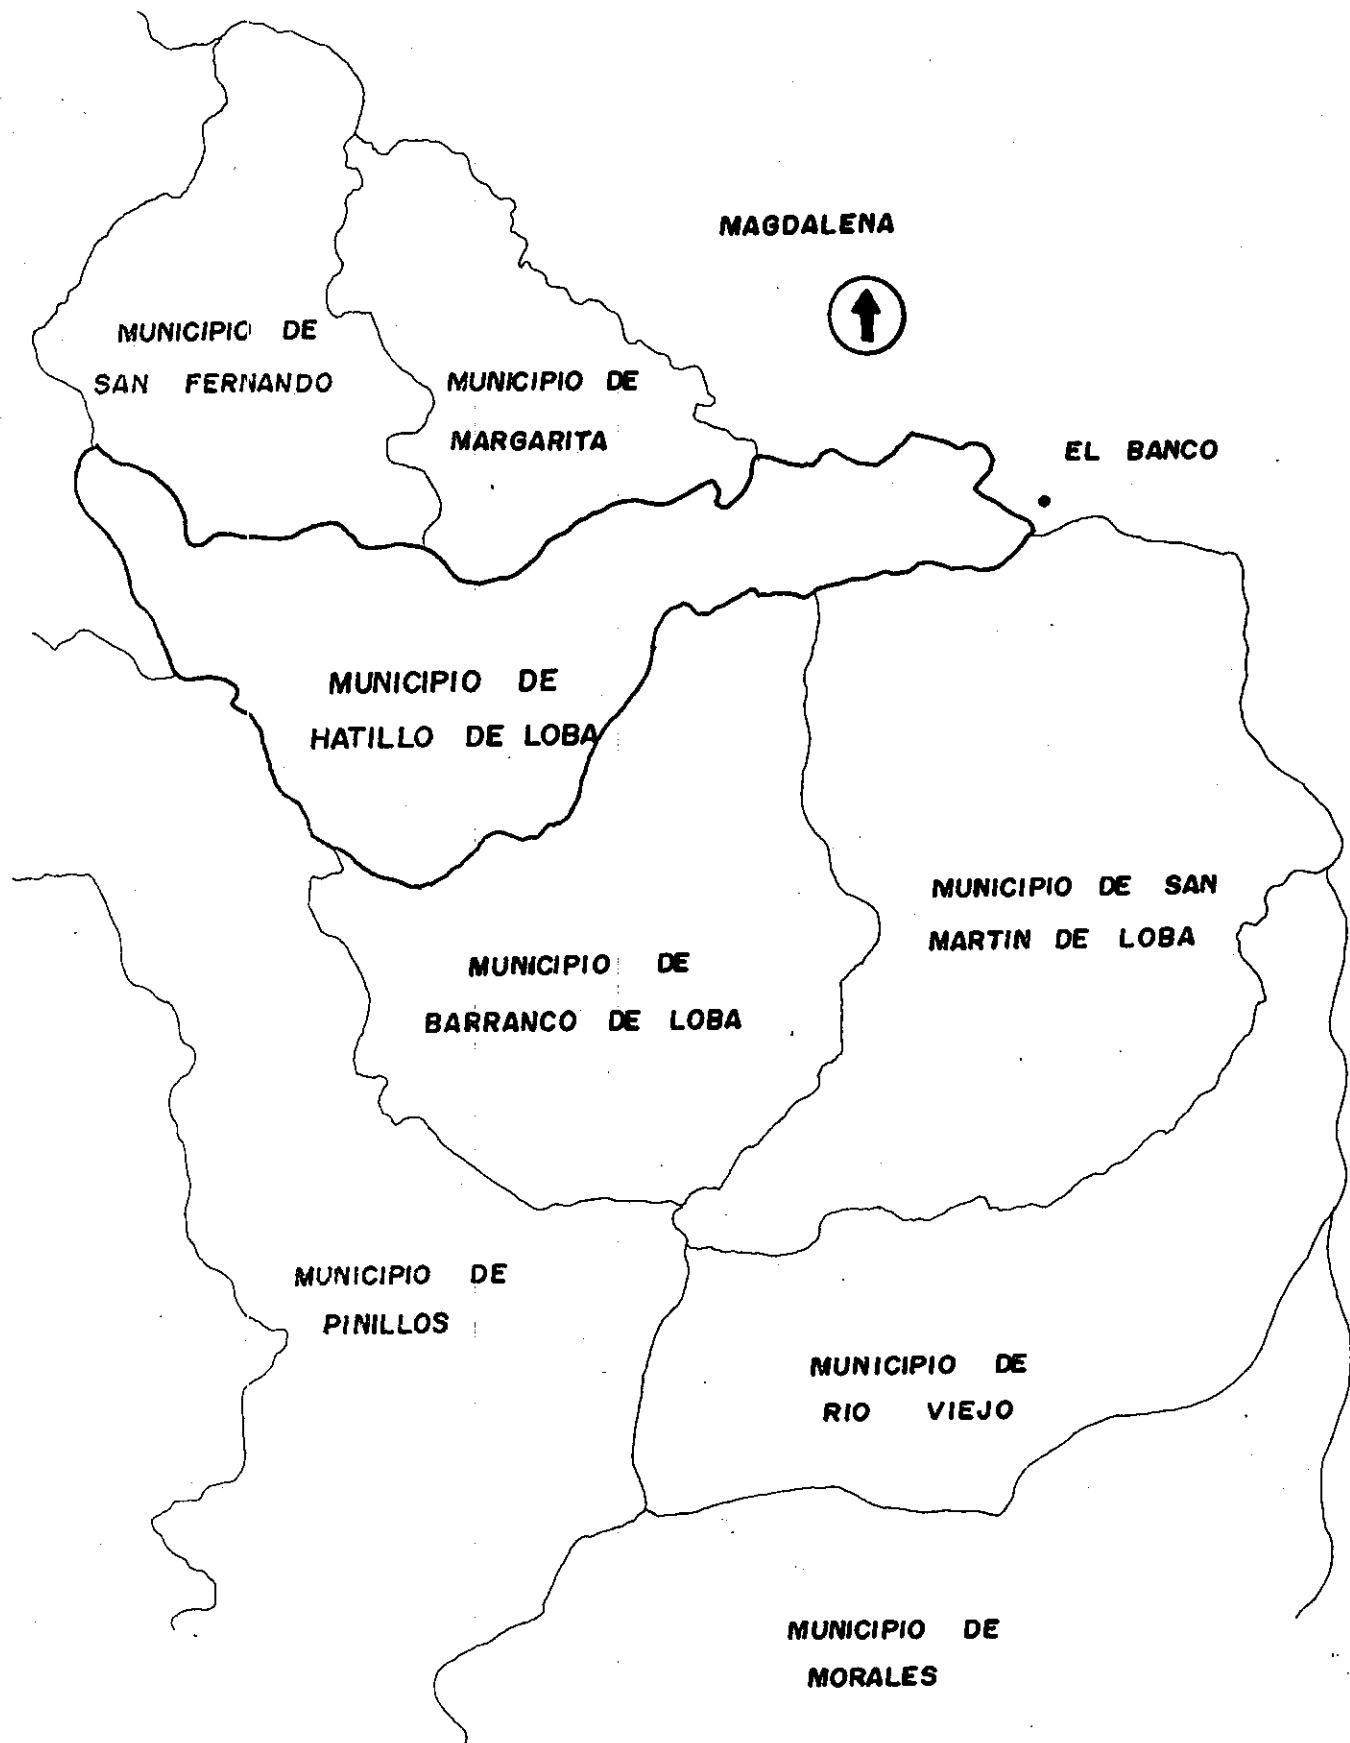 MAGDALENA
MUNICIPIO DE
SAN FERNANDO
MUNICIPIO DE
MARGARITA
EL BANCO
MUNICIPIO DE
HATILLO DE LOBA
MUNICIPIO DE SAN
MARTIN DE LOBA
MUNICIPIO DE
BARRANCO DE LOBA
MUNICIPIO DE
PINILLOS
MUNICIPIO DE
RIO VIEJO
MUNICIPIO DE
MORALES